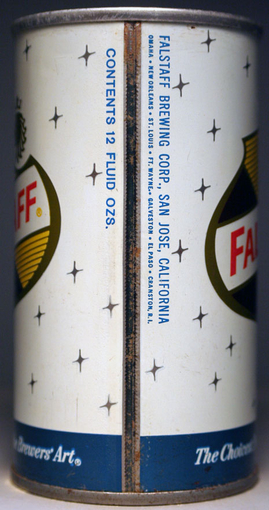 CONTENTS 12 FLUID OZS.
FALSTAFF BREWING CORP., SAN JOSE, CALIFORNIA
OMAHA • NEW ORLEANS • ST. LOUIS • FT. WAYNE • GALVESTON • EL PASO • CRANSTON, R.I.
FF®
FA
Brewers' Art®
The Choicest